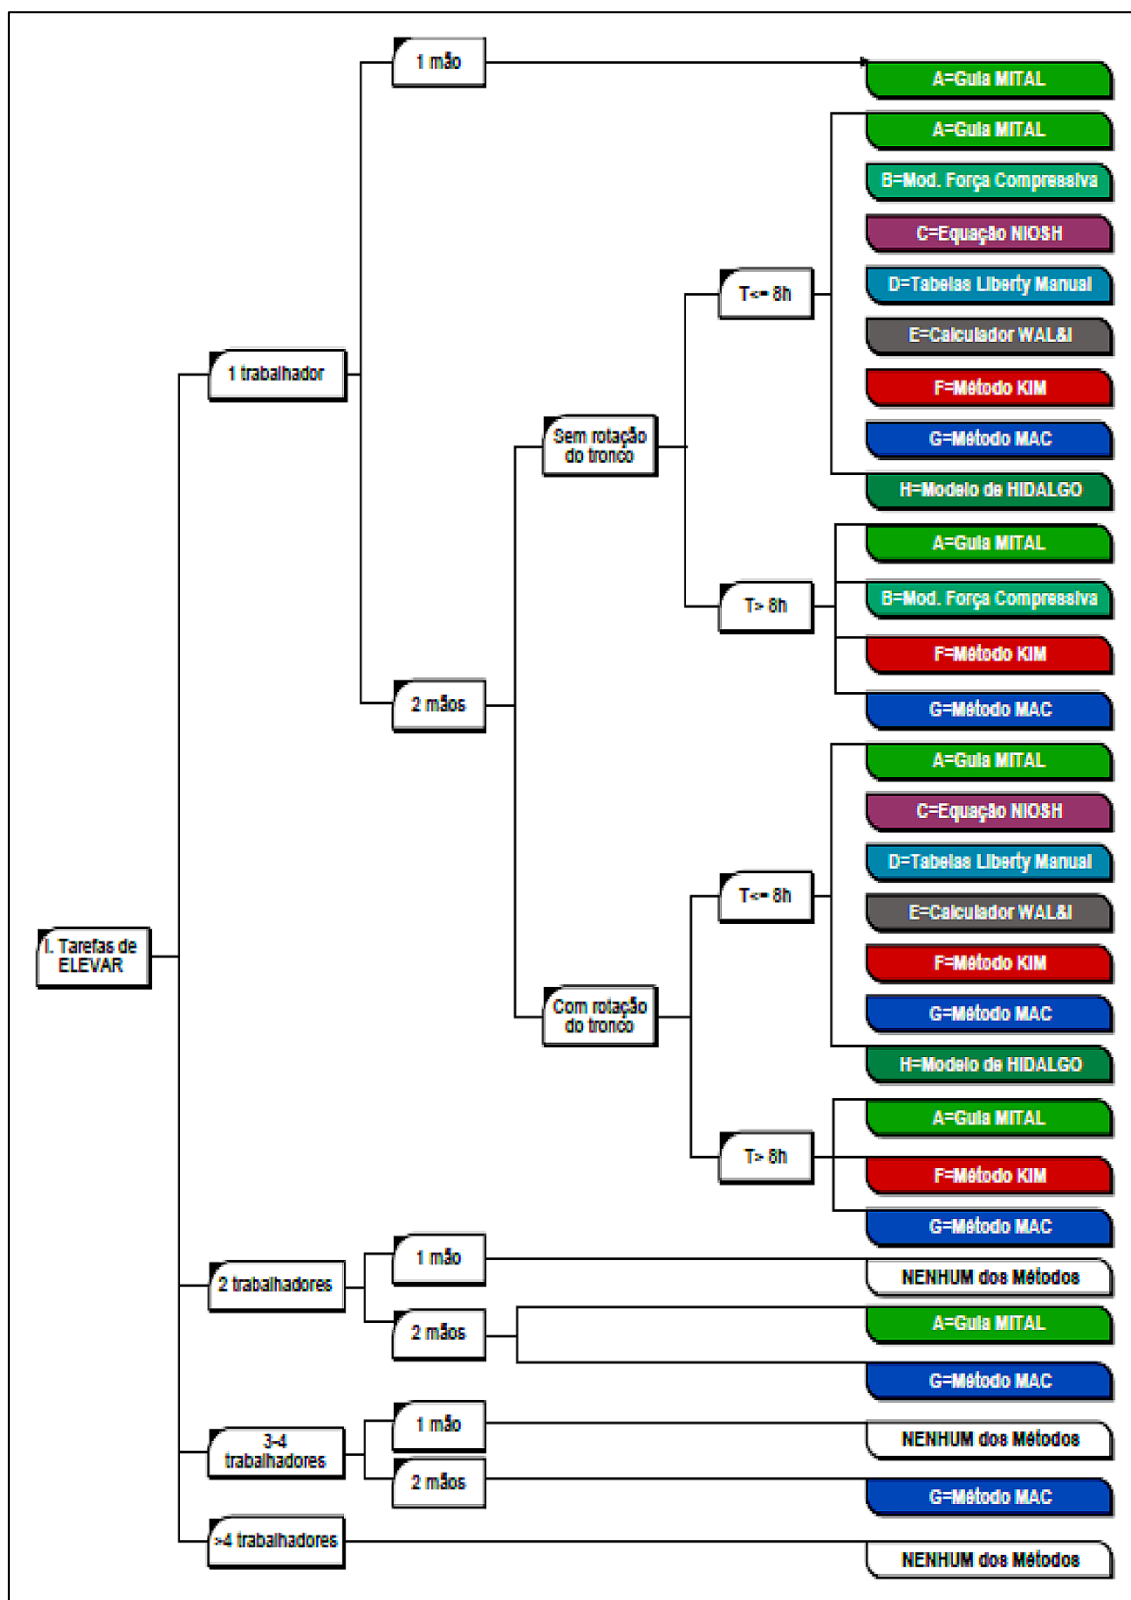 1 mão
A=Guia MITAL
A=Guia MITAL
B=Mod. Força Compressiva
C=Equação NIOSH
T<= 8h
D=Tabelas Liberty Manual
E=Calculador WAL&I
1 trabalhador
F=Método KIM
Sem rotação
do tronco
G=Método MAC
H=Modelo de HIDALGO
A=Guia MITAL
T> 8h
B=Mod. Força Compressiva
F=Método KIM
2 mãos
G=Método MAC
A=Guia MITAL
C=Equação NIOSH
D=Tabelas Liberty Manual
T<= 8h
E=Calculador WAL&I
I. Tarefas de
ELEVAR
F=Método KIM
Com rotação
do tronco
G=Método MAC
H=Modelo de HIDALGO
A=Guia MITAL
T> 8h
F=Método KIM
G=Método MAC
1 mão
2 trabalhadores
NENHUM dos Métodos
2 mãos
A=Guia MITAL
G=Método MAC
1 mão
3-4
trabalhadores
NENHUM dos Métodos
2 mãos
G=Método MAC
>4 trabalhadores
NENHUM dos Métodos